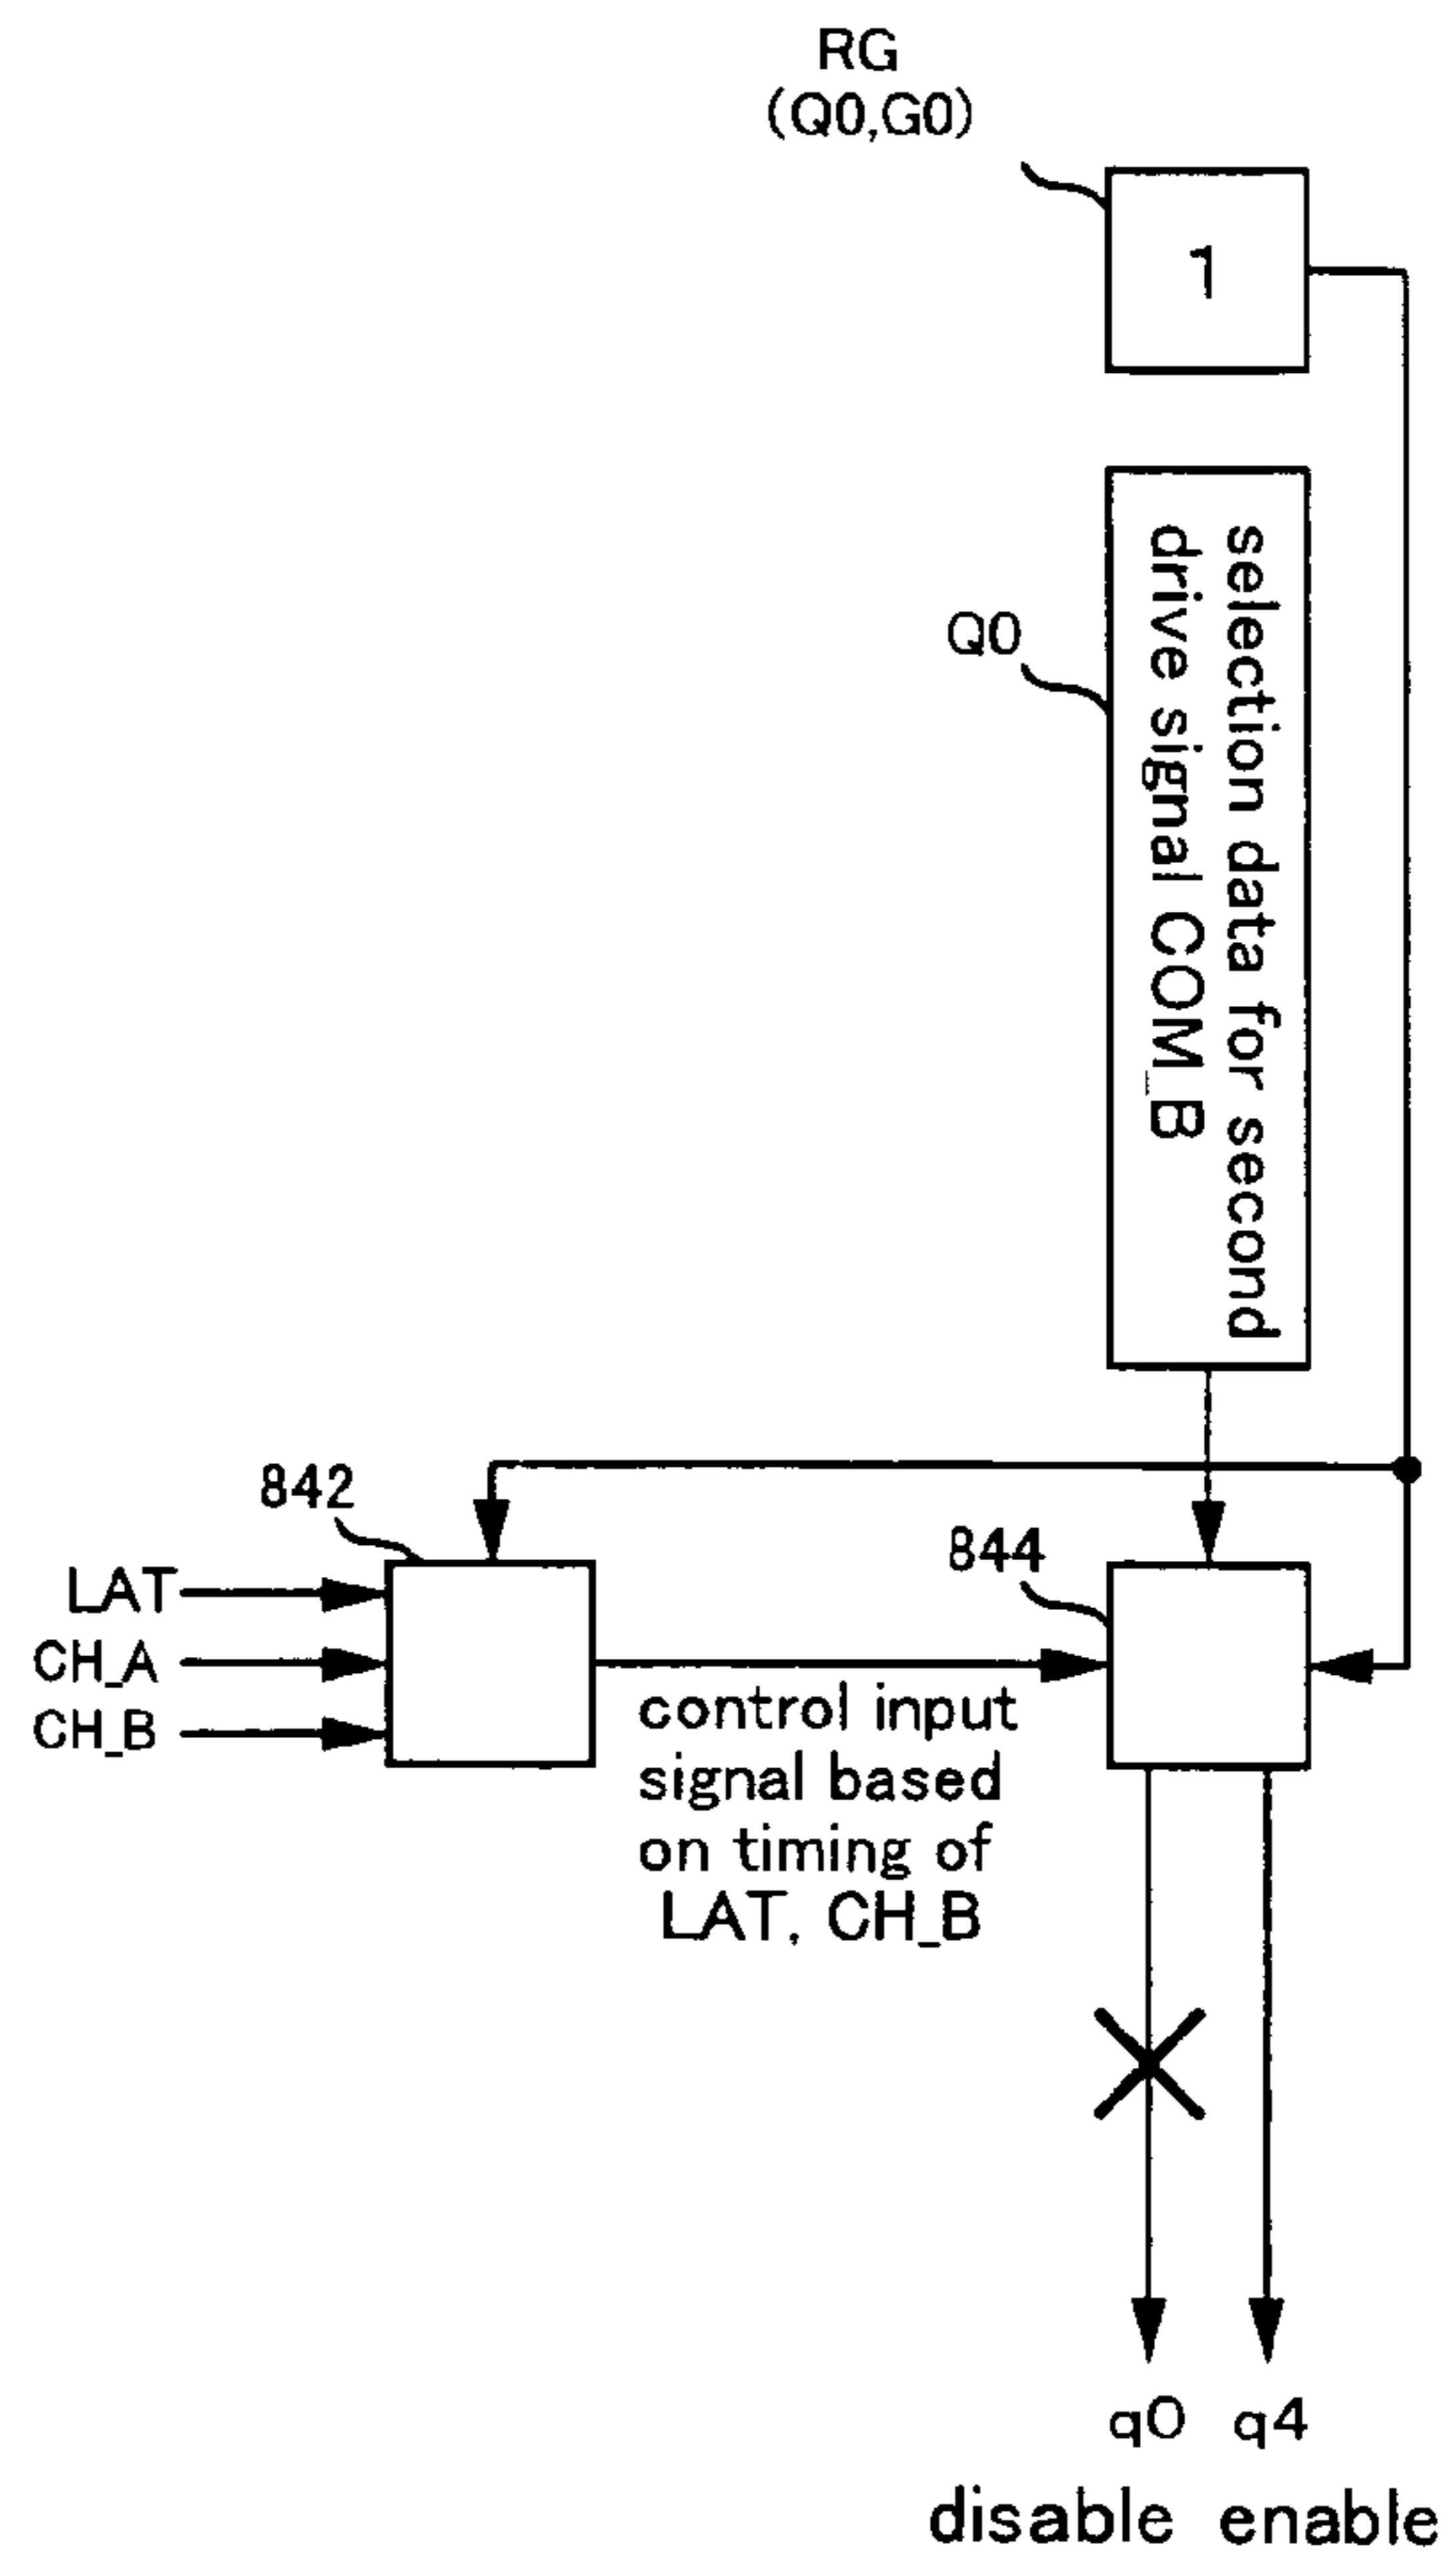 RG
(Q0,G0)
1
selection data for second
drive signal COM_B
Q0
842
844
LAT
CH_A
CH_B
control input
signal based
on timing of
LAT, CH_B
q0 q4
disable enable